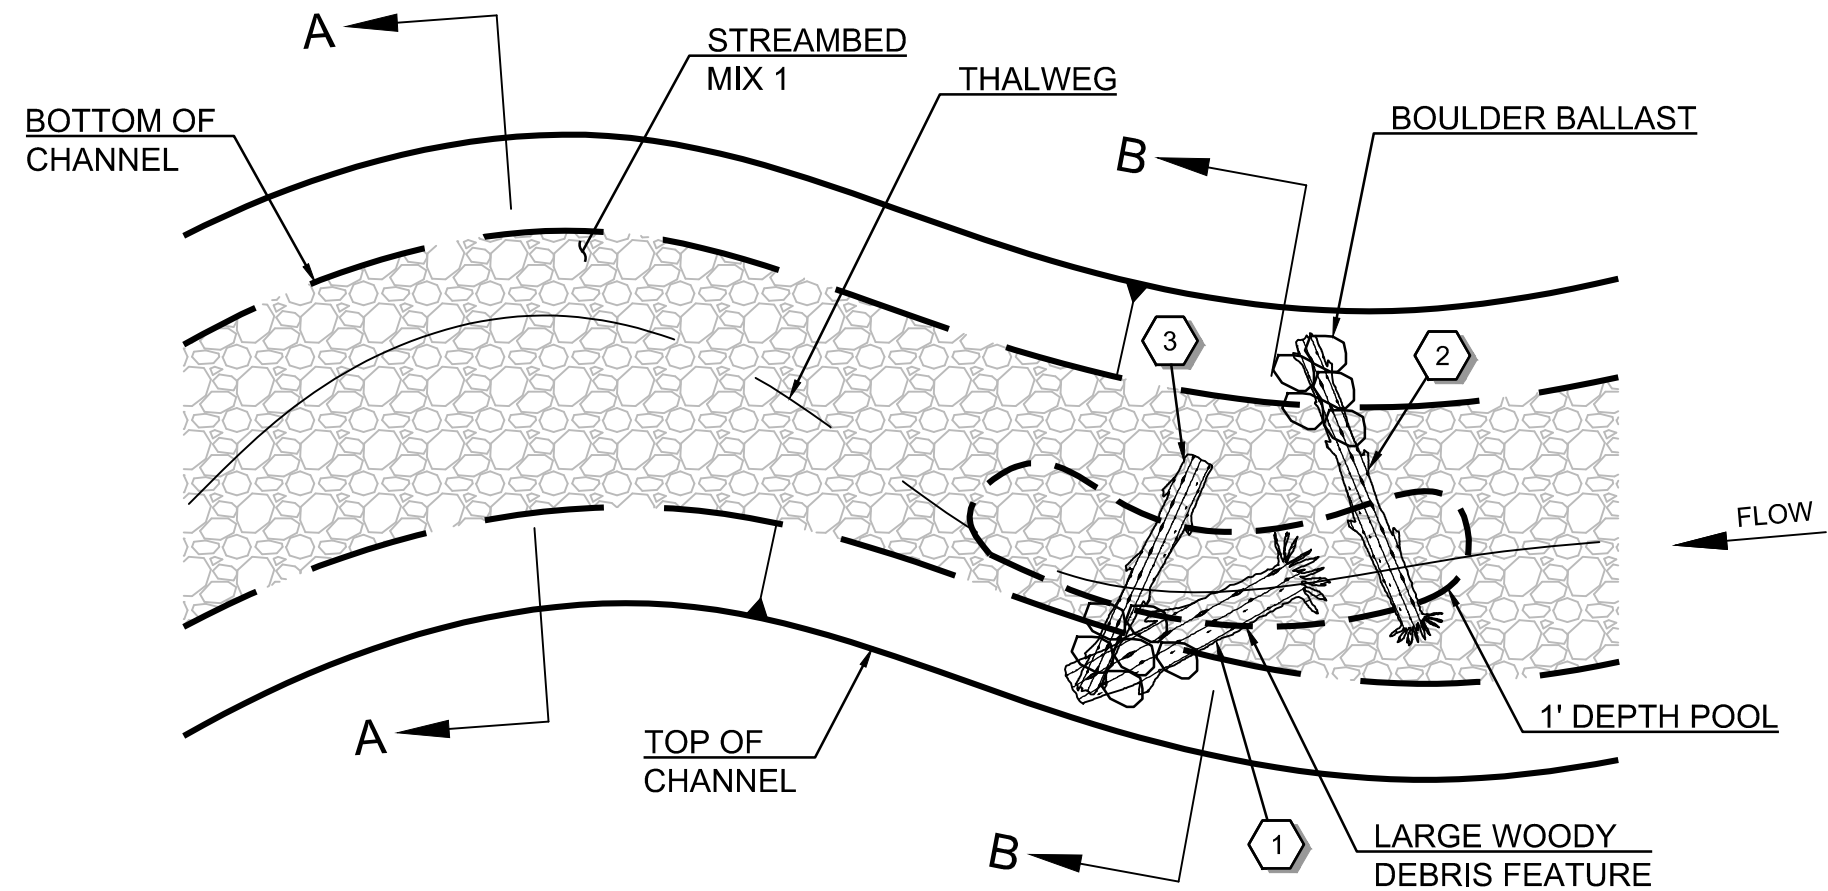 A
STREAMBED
MIX 1
THALWEG
BOTTOM OF
CHANNEL
BOULDER BALLAST
B
3
2
FLOW
1' DEPTH POOL
A
TOP OF
CHANNEL
B
1
LARGE WOODY
DEBRIS FEATURE